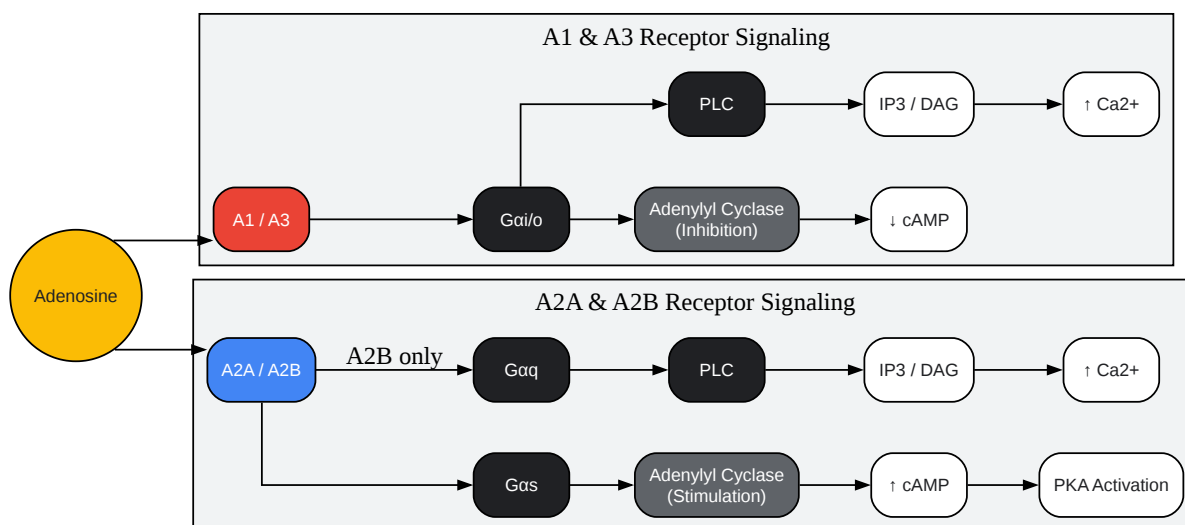 A1 & A3 Receptor Signaling
PLC
IP3 / DAG
↑ Ca2+
A1 / A3
Gαi/o
Adenylyl Cyclase
(Inhibition)
↓ cAMP
Adenosine
A2A & A2B Receptor Signaling
A2A / A2B
A2B only
Gαq
PLC
IP3 / DAG
↑ Ca2+
Gαs
Adenylyl Cyclase
(Stimulation)
↑ cAMP
PKA Activation